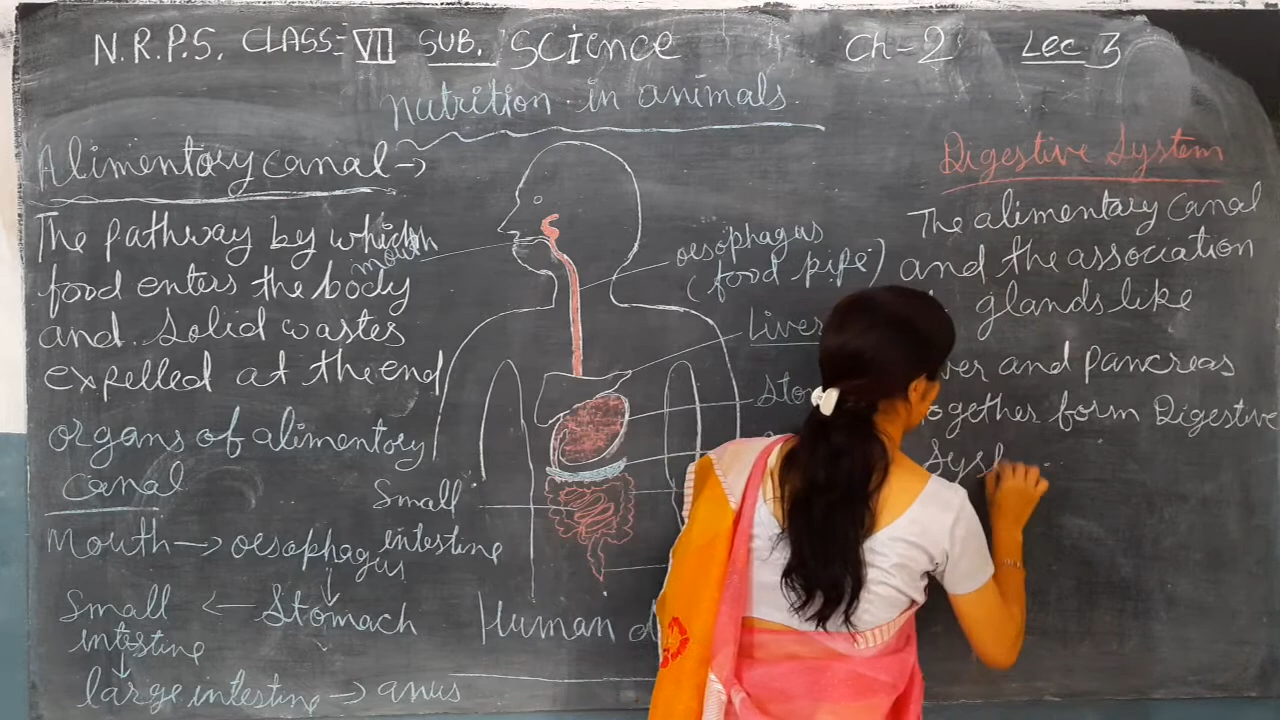 N.R.P.S. CLASS- VII SUB. SCIence Ch-2 Lec 3
nutrition in animals
Alimentory canal →
The pathway by which
food enters the body
and solid wastes
expelled at the end
organs of alimentory
canal
Mouth → oesophagus
Small ← Stomach
intestine
large intestine → anus
mouth
oesophagus
(food pipe)
Liver
Small
intestine
Human
Digestive System
The alimentary canal
and the association
glands like
and pancreas
form Digestive